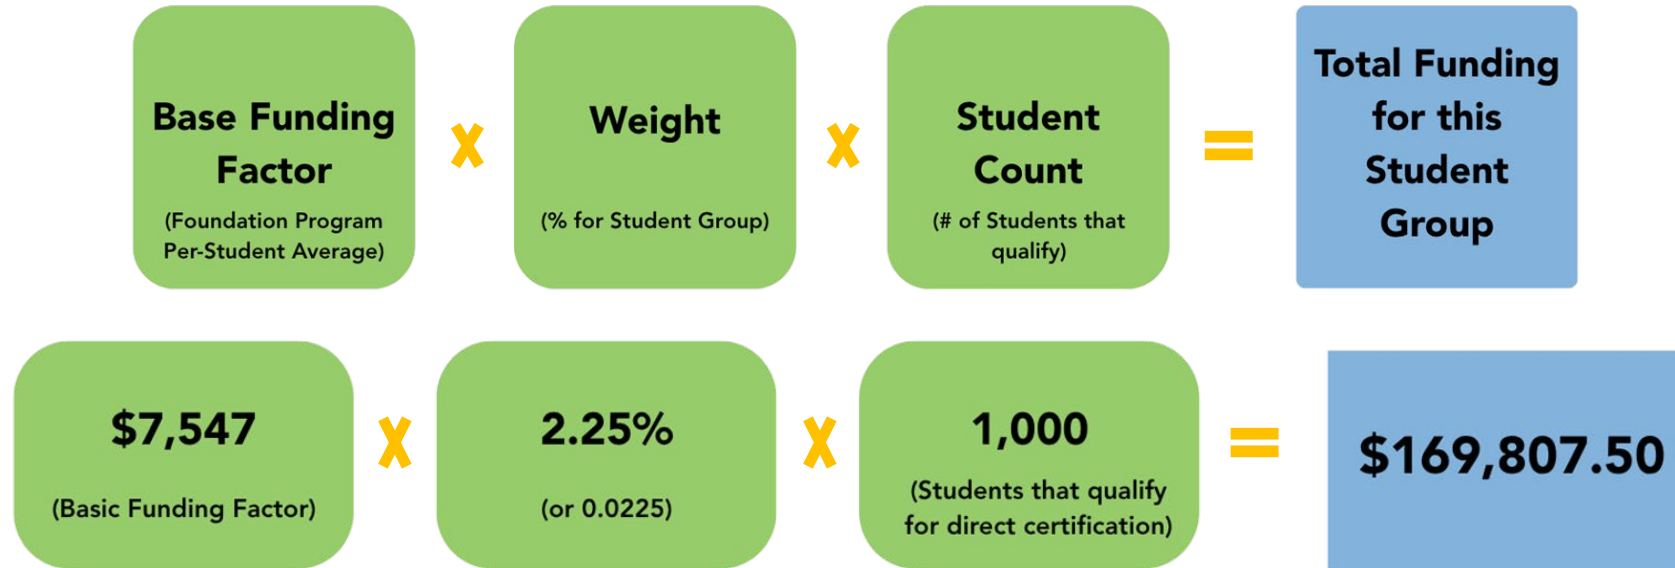 Base Funding
Factor
(Foundation Program
Per-Student Average)
x
Weight
(% for Student Group)
x
Student
Count
(# of Students that
qualify)
=
Total Funding
for this
Student
Group
$7,547
(Basic Funding Factor)
x
2.25%
(or 0.0225)
x
1,000
(Students that qualify
for direct certification)
=
$169,807.50